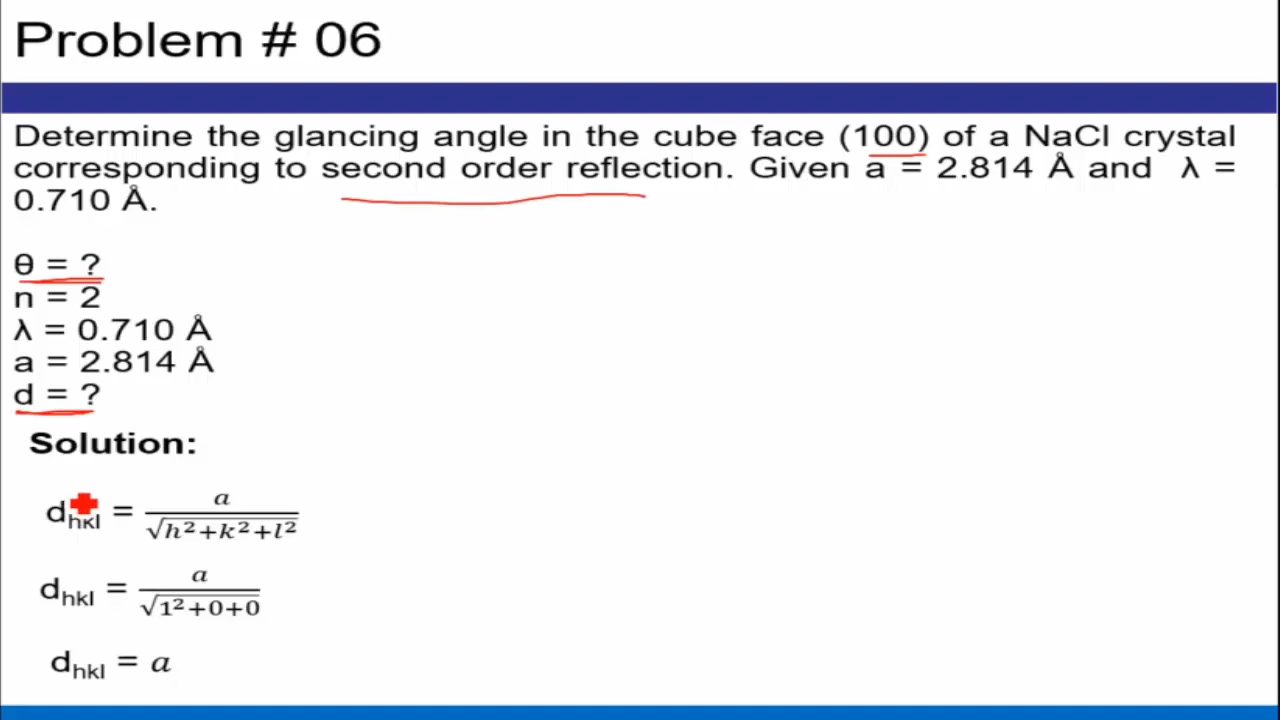 Problem # 06
Determine the glancing angle in the cube face (100) of a NaCl crystal
corresponding to second order reflection. Given a = 2.814 Å and λ =
0.710 Å.
θ = ?
n = 2
λ = 0.710 Å
a = 2.814 Å
d = ?
Solution:
dhkl = a / √h²+k²+l²
dhkl = a / √1²+0+0
dhkl = a